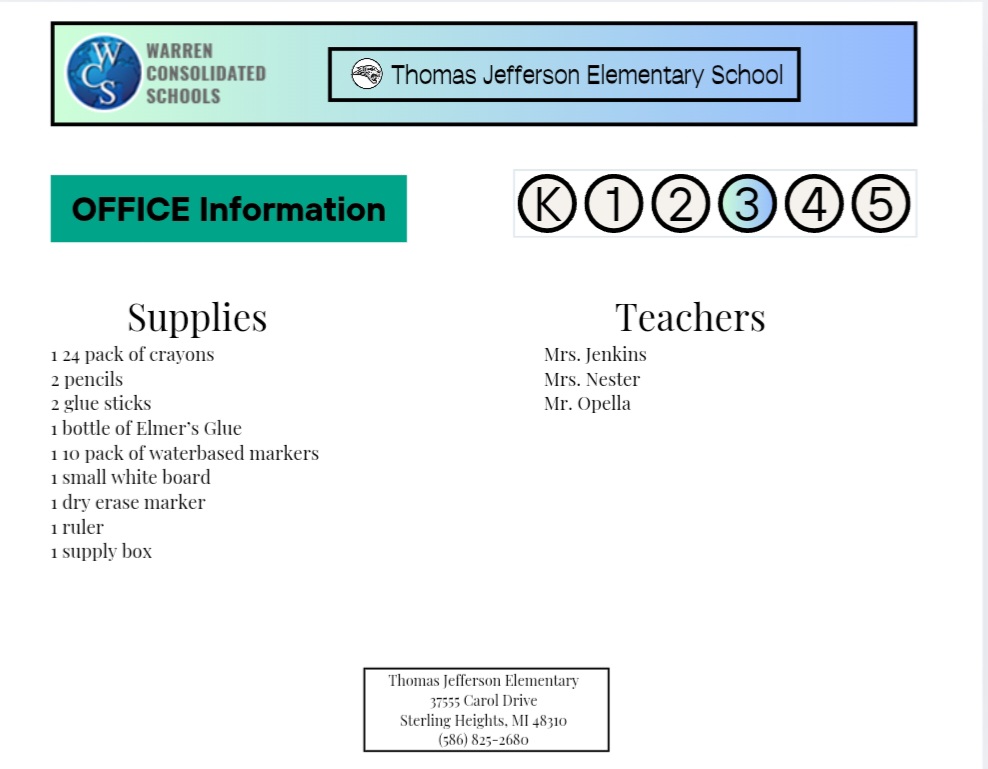 WCS
WARREN
CONSOLIDATED
SCHOOLS
Thomas Jefferson Elementary School
OFFICE Information
K 1 2 3 4 5
Supplies
1 24 pack of crayons
2 pencils
2 glue sticks
1 bottle of Elmer’s Glue
1 10 pack of waterbased markers
1 small white board
1 dry erase marker
1 ruler
1 supply box
Teachers
Mrs. Jenkins
Mrs. Nester
Mr. Opella
Thomas Jefferson Elementary
37555 Carol Drive
Sterling Heights, MI 48310
(586) 825-2680